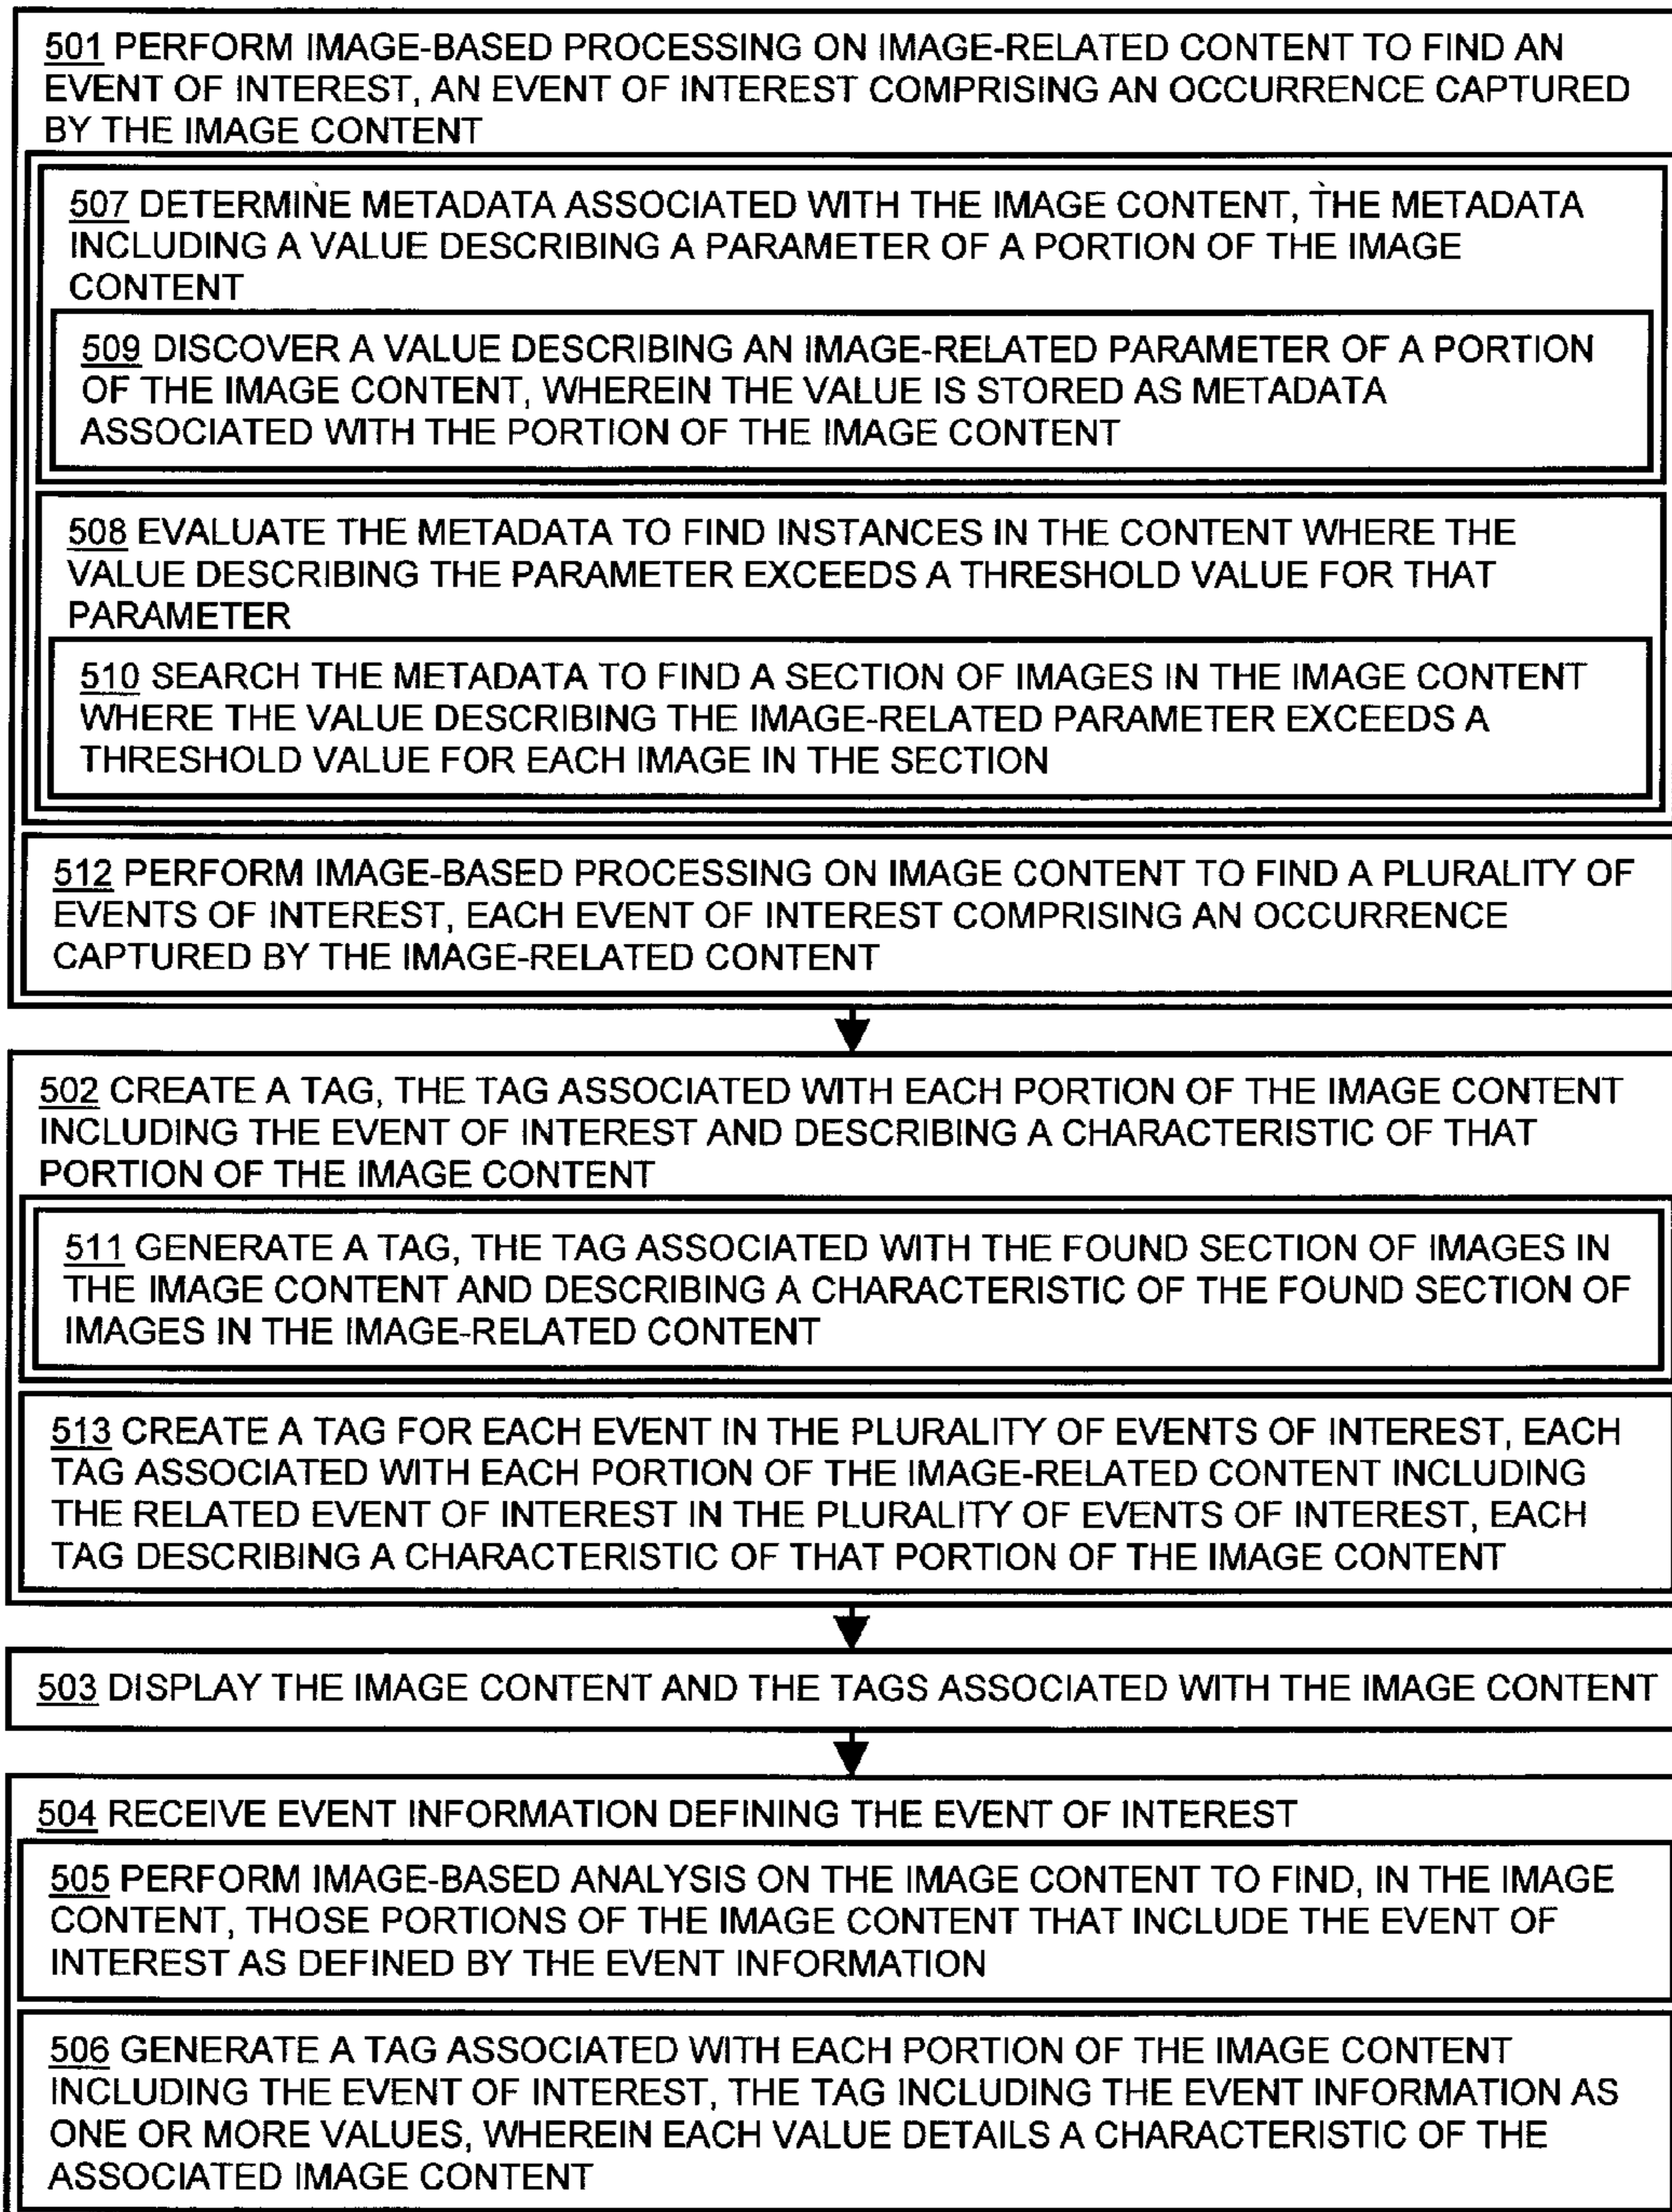 501 PERFORM IMAGE-BASED PROCESSING ON IMAGE-RELATED CONTENT TO FIND AN
EVENT OF INTEREST, AN EVENT OF INTEREST COMPRISING AN OCCURRENCE CAPTURED
BY THE IMAGE CONTENT
507 DETERMINE METADATA ASSOCIATED WITH THE IMAGE CONTENT, THE METADATA
INCLUDING A VALUE DESCRIBING A PARAMETER OF A PORTION OF THE IMAGE
CONTENT
509 DISCOVER A VALUE DESCRIBING AN IMAGE-RELATED PARAMETER OF A PORTION
OF THE IMAGE CONTENT, WHEREIN THE VALUE IS STORED AS METADATA
ASSOCIATED WITH THE PORTION OF THE IMAGE CONTENT
508 EVALUATE THE METADATA TO FIND INSTANCES IN THE CONTENT WHERE THE
VALUE DESCRIBING THE PARAMETER EXCEEDS A THRESHOLD VALUE FOR THAT
PARAMETER
510 SEARCH THE METADATA TO FIND A SECTION OF IMAGES IN THE IMAGE CONTENT
WHERE THE VALUE DESCRIBING THE IMAGE-RELATED PARAMETER EXCEEDS A
THRESHOLD VALUE FOR EACH IMAGE IN THE SECTION
512 PERFORM IMAGE-BASED PROCESSING ON IMAGE CONTENT TO FIND A PLURALITY OF
EVENTS OF INTEREST, EACH EVENT OF INTEREST COMPRISING AN OCCURRENCE
CAPTURED BY THE IMAGE-RELATED CONTENT
502 CREATE A TAG, THE TAG ASSOCIATED WITH EACH PORTION OF THE IMAGE CONTENT
INCLUDING THE EVENT OF INTEREST AND DESCRIBING A CHARACTERISTIC OF THAT
PORTION OF THE IMAGE CONTENT
511 GENERATE A TAG, THE TAG ASSOCIATED WITH THE FOUND SECTION OF IMAGES IN
THE IMAGE CONTENT AND DESCRIBING A CHARACTERISTIC OF THE FOUND SECTION OF
IMAGES IN THE IMAGE-RELATED CONTENT
513 CREATE A TAG FOR EACH EVENT IN THE PLURALITY OF EVENTS OF INTEREST, EACH
TAG ASSOCIATED WITH EACH PORTION OF THE IMAGE-RELATED CONTENT INCLUDING
THE RELATED EVENT OF INTEREST IN THE PLURALITY OF EVENTS OF INTEREST, EACH
TAG DESCRIBING A CHARACTERISTIC OF THAT PORTION OF THE IMAGE CONTENT
503 DISPLAY THE IMAGE CONTENT AND THE TAGS ASSOCIATED WITH THE IMAGE CONTENT
504 RECEIVE EVENT INFORMATION DEFINING THE EVENT OF INTEREST
505 PERFORM IMAGE-BASED ANALYSIS ON THE IMAGE CONTENT TO FIND, IN THE IMAGE
CONTENT, THOSE PORTIONS OF THE IMAGE CONTENT THAT INCLUDE THE EVENT OF
INTEREST AS DEFINED BY THE EVENT INFORMATION
506 GENERATE A TAG ASSOCIATED WITH EACH PORTION OF THE IMAGE CONTENT
INCLUDING THE EVENT OF INTEREST, THE TAG INCLUDING THE EVENT INFORMATION AS
ONE OR MORE VALUES, WHEREIN EACH VALUE DETAILS A CHARACTERISTIC OF THE
ASSOCIATED IMAGE CONTENT